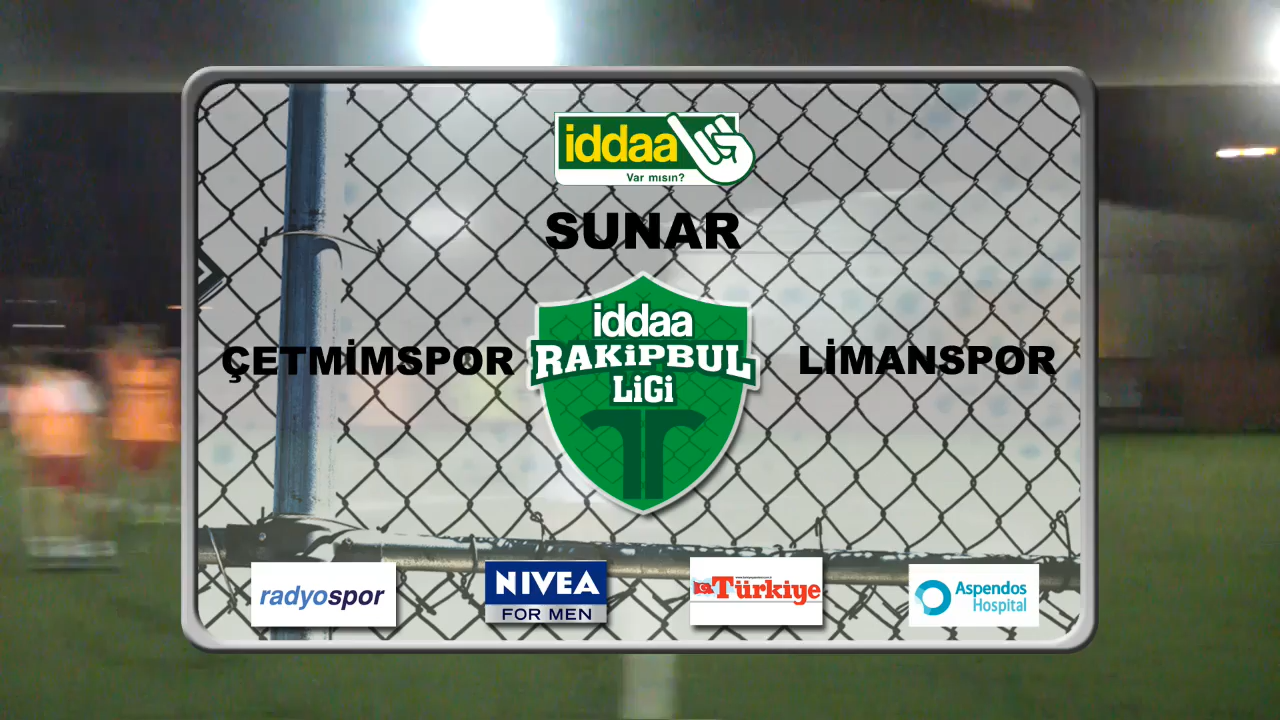 iddaa
Var mısın?
SUNAR
ÇETMİMSPOR
iddaa
RAKiPBUL
LiGi
LİMANSPOR
radyospor
NIVEA
FOR MEN
Türkiye
Aspendos
Hospital